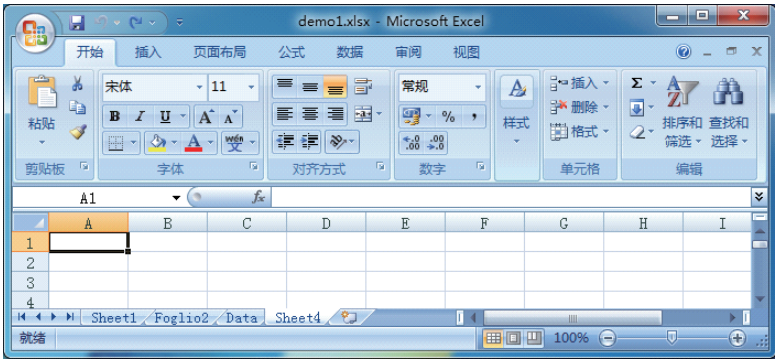 demo1.xlsx - Microsoft Excel
开始 插入 页面布局 公式 数据 审阅 视图
宋体 11 常规 插入 Σ
粘贴 B I U A A % , 样式 删除 排序和筛选 查找和选择
A wén 变 .0 .00 .00 .0 格式
剪贴板 字体 对齐方式 数字 单元格 编辑
A1 fx
A B C D E F G H I
1
2
3
4
Sheet1 Foglio2 Data Sheet4
就绪 100%